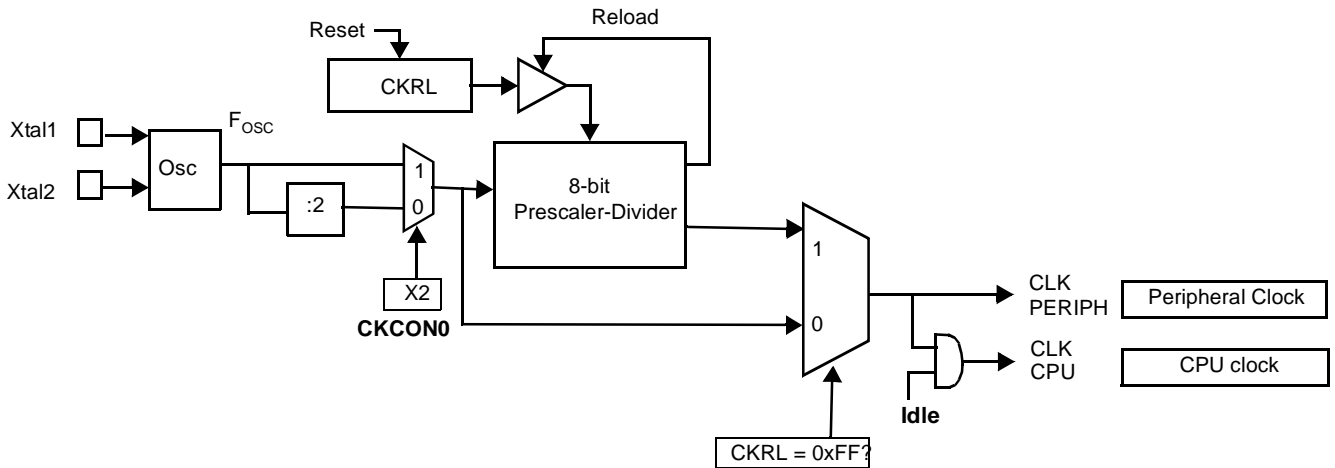 Reload
Reset
CKRL
Xtal1
FOSC
Osc
Xtal2
1
0
:2
8-bit
Prescaler-Divider
X2
CKCON0
1
0
CLK
PERIPH
Peripheral Clock
CLK
CPU
CPU clock
Idle
CKRL = 0xFF?